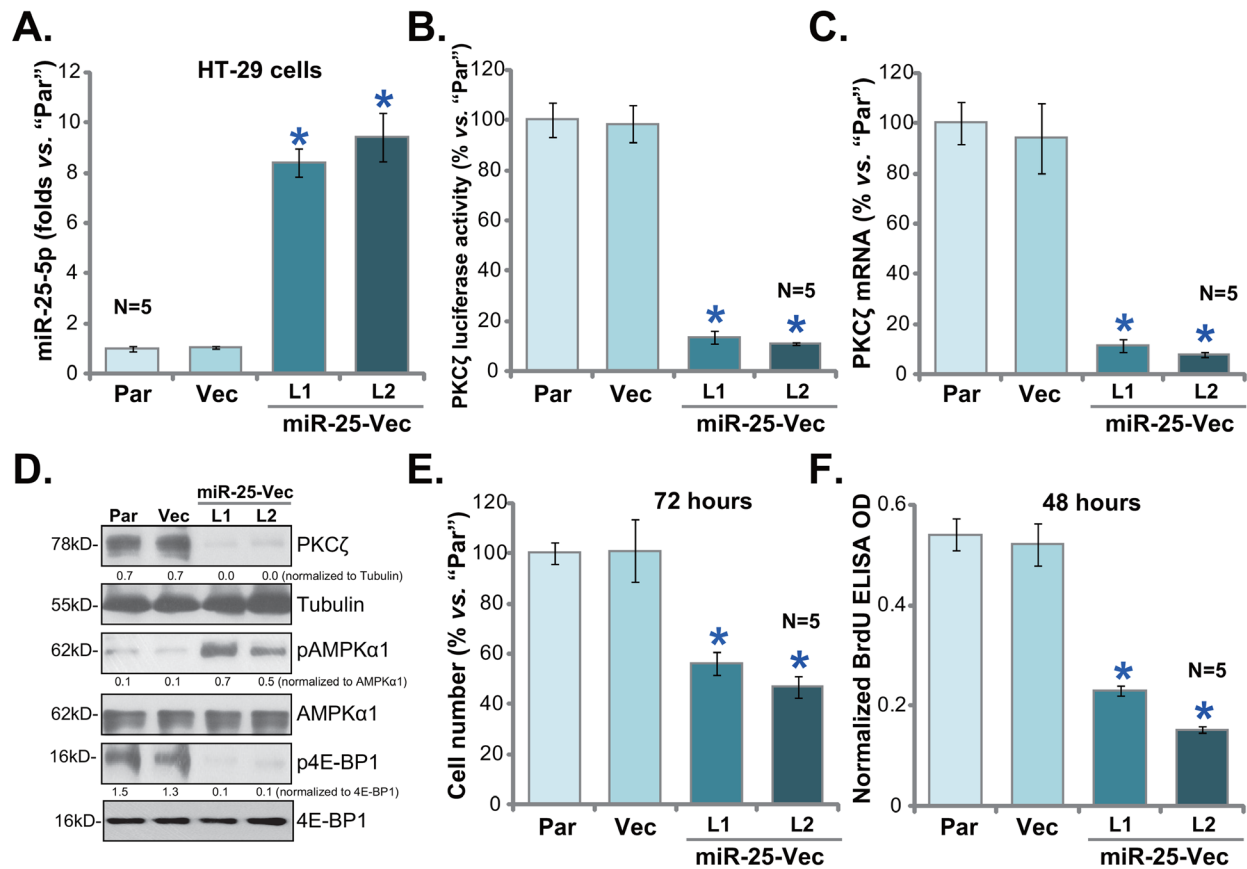 A.
HT-29 cells
miR-25-5p (folds vs. “Par”)
12
10
8
6
4
2
0
N=5
*
*
Par
Vec
L1
L2
miR-25-Vec
B.
PKCζ luciferase activity (% vs. “Par”)
120
100
80
60
40
20
0
N=5
*
*
Par
Vec
L1
L2
miR-25-Vec
C.
PKCζ mRNA (% vs. “Par”)
120
100
80
60
40
20
0
N=5
*
*
Par
Vec
L1
L2
miR-25-Vec
D.
miR-25-Vec
Par Vec L1 L2
78kD- PKCζ
0.7 0.7 0.0 0.0 (normalized to Tubulin)
55kD- Tubulin
62kD- pAMPKα1
0.1 0.1 0.7 0.5 (normalized to AMPKα1)
62kD- AMPKα1
16kD- p4E-BP1
1.5 1.3 0.1 0.1 (normalized to 4E-BP1)
16kD- 4E-BP1
E.
72 hours
Cell number (% vs. “Par”)
120
100
80
60
40
20
0
N=5
*
*
Par
Vec
L1
L2
miR-25-Vec
F.
48 hours
Normalized BrdU ELISA OD
0.6
0.4
0.2
0
N=5
*
*
Par
Vec
L1
L2
miR-25-Vec